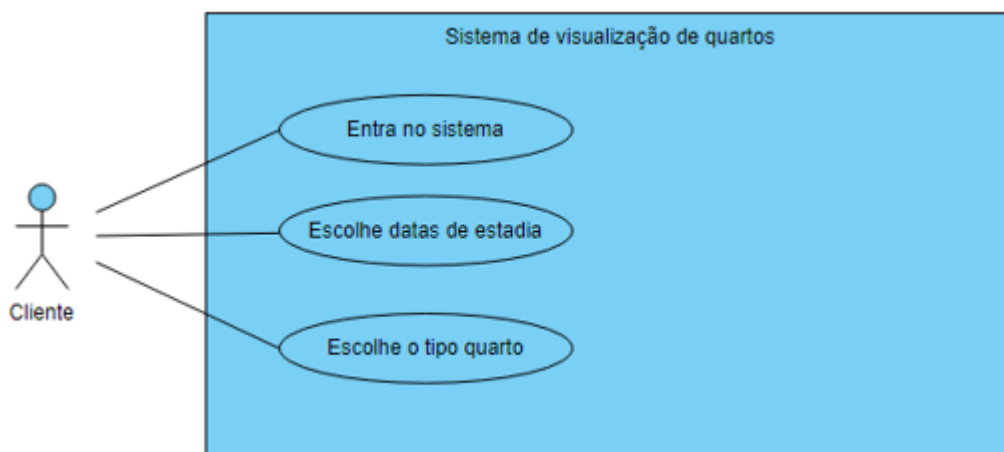 Sistema de visualização de quartos
Entra no sistema
Escolhe datas de estadia
Cliente
Escolhe o tipo quarto